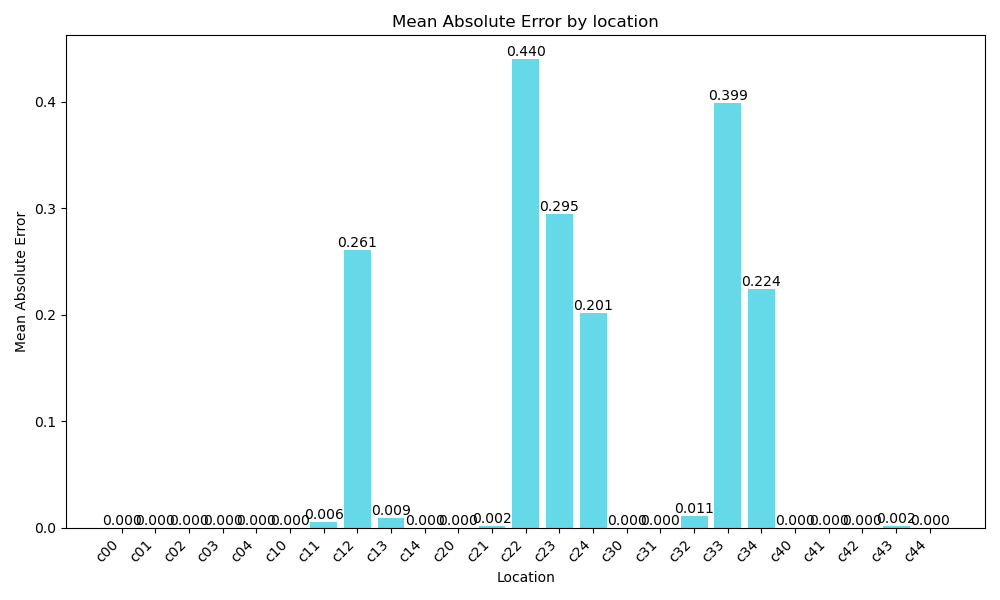 Mean Absolute Error by location
Mean Absolute Error
0.4
0.3
0.2
0.1
0.0
0.000
0.000
0.000
0.000
0.000
0.000
0.006
0.261
0.009
0.000
0.000
0.002
0.440
0.295
0.201
0.000
0.000
0.011
0.399
0.224
0.000
0.000
0.000
0.002
0.000
c00
c01
c02
c03
c04
c10
c11
c12
c13
c14
c20
c21
c22
c23
c24
c30
c31
c32
c33
c34
c40
c41
c42
c43
c44
Location